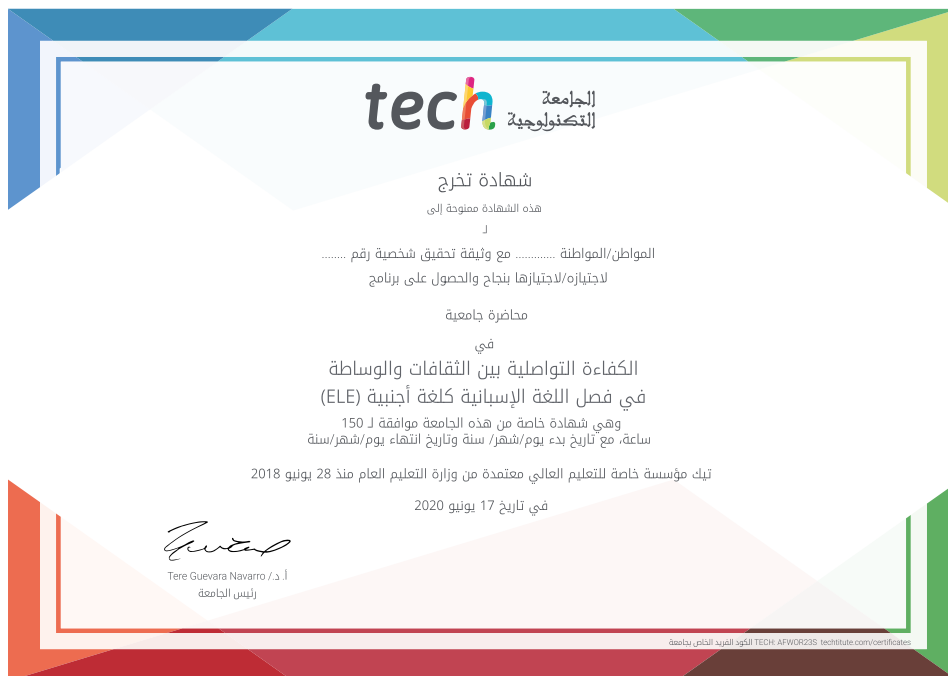 tech الجامعة
التكنولوجية
شهادة تخرج
هذه الشهادة ممنوحة إلى
لـ
المواطن/المواطنة ............ مع وثيقة تحقيق شخصية رقم ........
لاجتيازه/لاجتيازها بنجاح والحصول على برنامج
محاضرة جامعية
في
الكفاءة التواصلية بين الثقافات والوساطة
في فصل اللغة الإسبانية كلغة أجنبية (ELE)
وهي شهادة خاصة من هذه الجامعة موافقة لـ 150
ساعة، مع تاريخ بدء يوم/شهر/ سنة وتاريخ انتهاء يوم/شهر/سنة
تيك مؤسسة خاصة للتعليم العالي معتمدة من وزارة التعليم العام منذ 28 يونيو 2018
في تاريخ 17 يونيو 2020
أ. د./ Tere Guevara Navarro
رئيس الجامعة
الكود الفريد الخاص بجامعة TECH: AFWOR23S techtitute.com/certificates